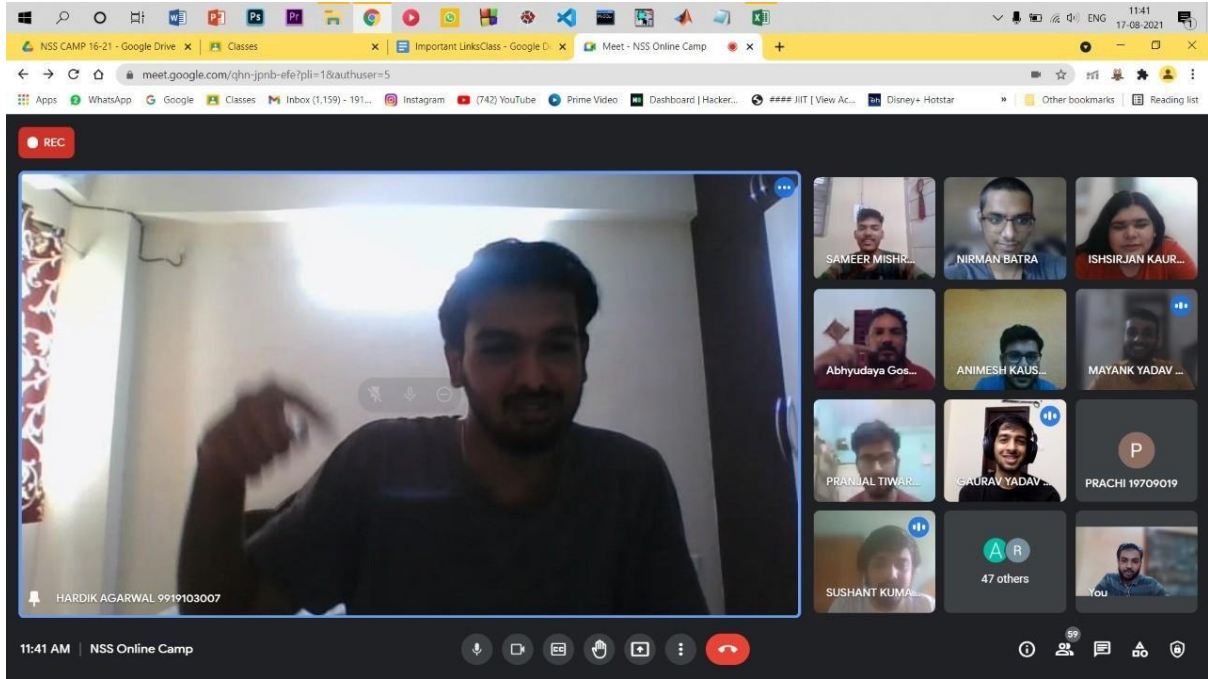 11:41
ENG
17-08-2021
NSS CAMP 16-21 - Google Drive
Classes
Important LinksClass - Google D
Meet - NSS Online Camp
meet.google.com/qhn-jpnb-efe?pli=1&authuser=5
Apps
WhatsApp
Google
Classes
Inbox (1,159) - 191...
Instagram
(742) YouTube
Prime Video
Dashboard | Hacker...
#### JIIT [ View Ac...
Disney+ Hotstar
»
Other bookmarks
Reading list
REC
SAMEER MISHR...
NIRMAN BATRA
ISHSIRJAN KAUR...
Abhyudaya Gos...
ANIMESH KAUS...
MAYANK YADAV ...
PRANJAL TIWAR...
GAURAV YADAV ...
P
PRACHI 19709019
SUSHANT KUMA...
A R
47 others
You
HARDIK AGARWAL 9919103007
11:41 AM | NSS Online Camp
CC
59